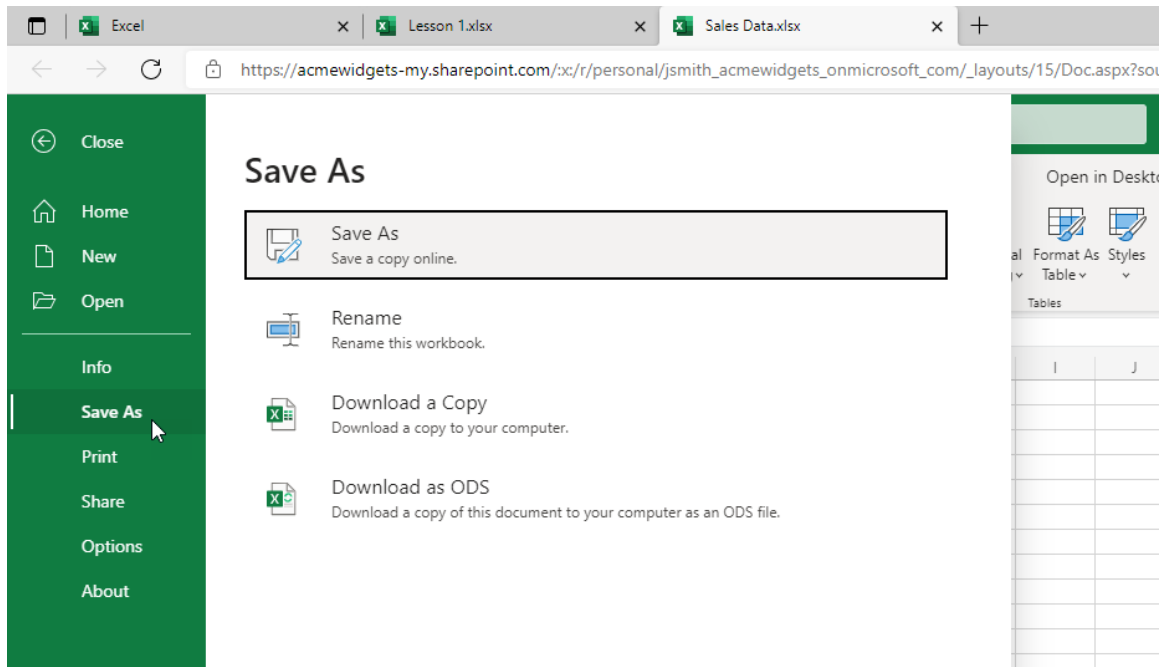 Excel
Lesson 1.xlsx
Sales Data.xlsx
https://acmewidgets-my.sharepoint.com/:x:/r/personal/jsmith_acmewidgets_onmicrosoft_com/_layouts/15/Doc.aspx?sou
Close
Home
New
Open
Info
Save As
Print
Share
Options
About
Save As
Save As
Save a copy online.
Rename
Rename this workbook.
Download a Copy
Download a copy to your computer.
Download as ODS
Download a copy of this document to your computer as an ODS file.
Open in Deskto
al Format As Styles
Table
Tables
I J